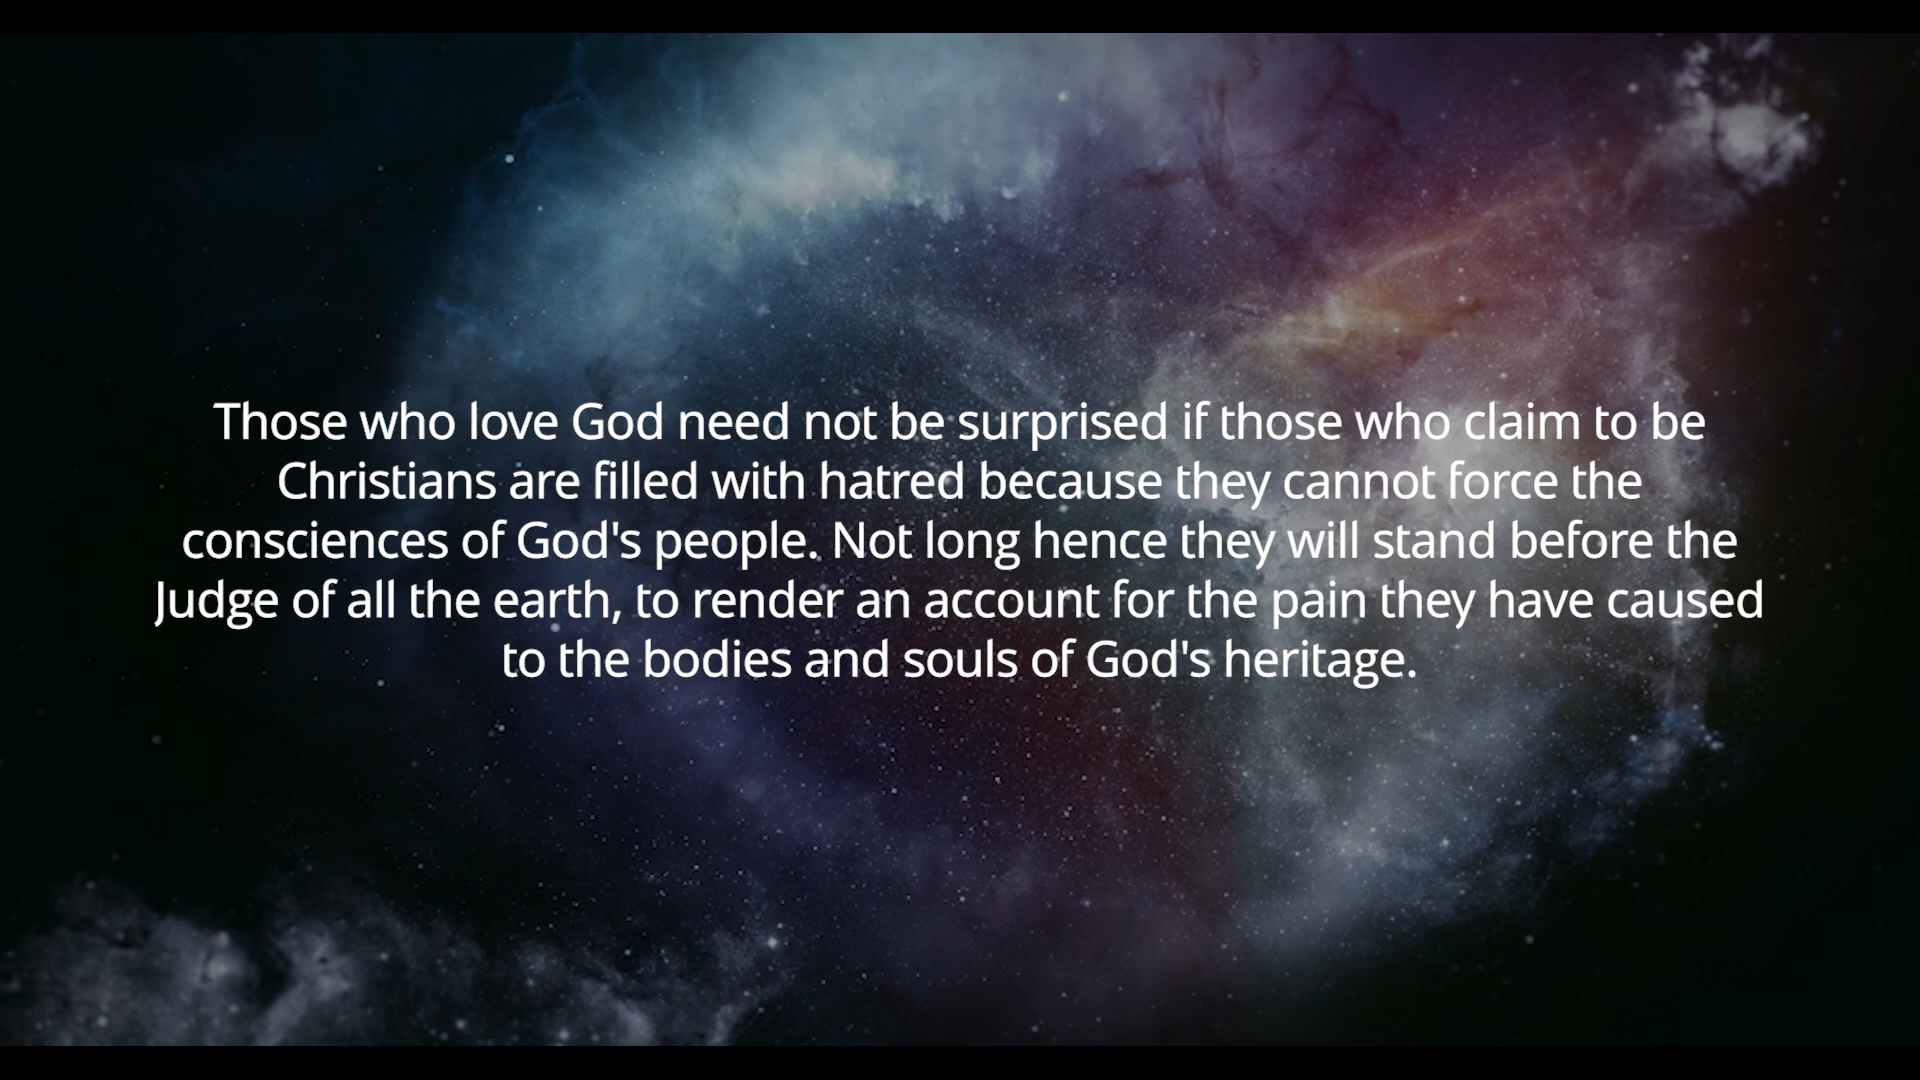 Those who love God need not be surprised if those who claim to be
Christians are filled with hatred because they cannot force the
consciences of God's people. Not long hence they will stand before the
Judge of all the earth, to render an account for the pain they have caused
to the bodies and souls of God's heritage.